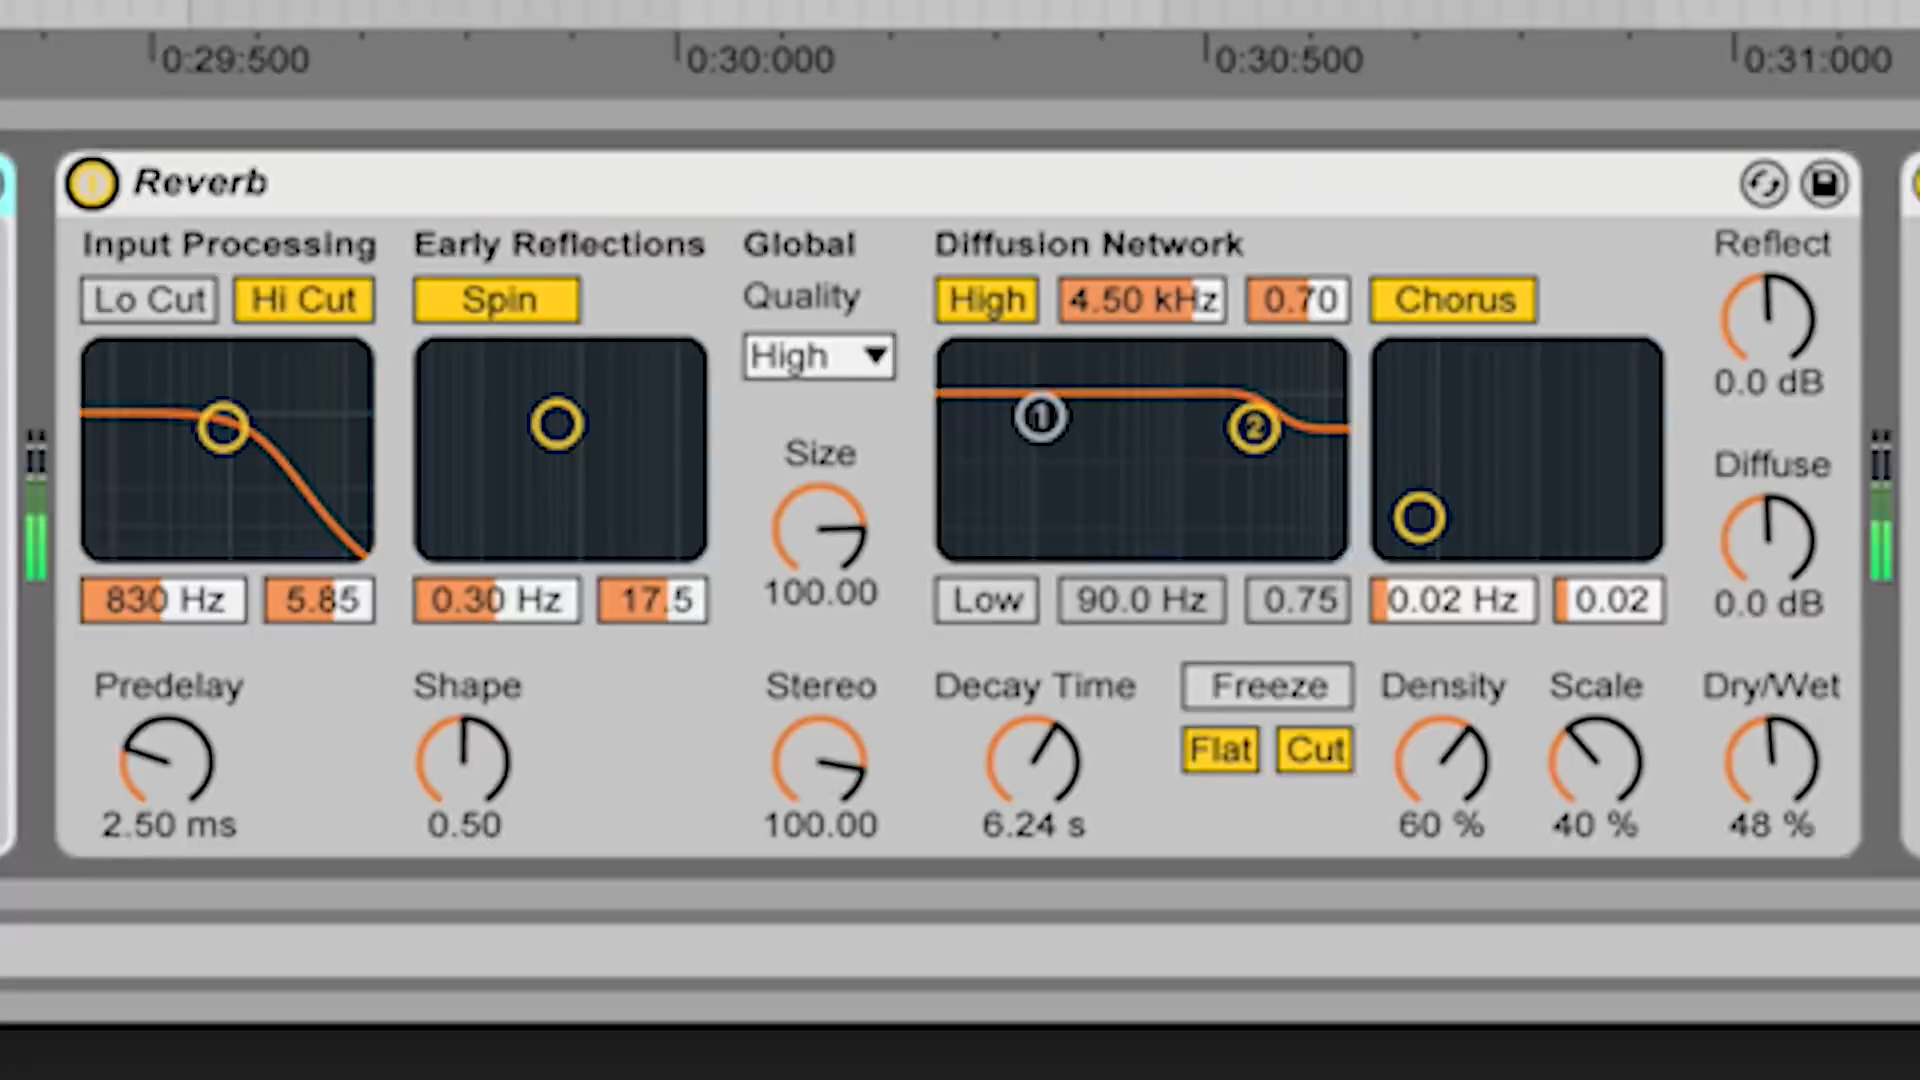 0:29:500 0:30:000 0:30:500 0:31:000
Reverb
Input Processing Early Reflections Global Diffusion Network Reflect
Lo Cut Hi Cut Spin Quality High 4.50 kHz 0.70 Chorus
High
0.0 dB
1 2
Size Diffuse
100.00 0.0 dB
830 Hz 5.85 0.30 Hz 17.5 Low 90.0 Hz 0.75 0.02 Hz 0.02
Predelay Shape Stereo Decay Time Freeze Density Scale Dry/Wet
Flat Cut
2.50 ms 0.50 100.00 6.24 s 60 % 40 % 48 %